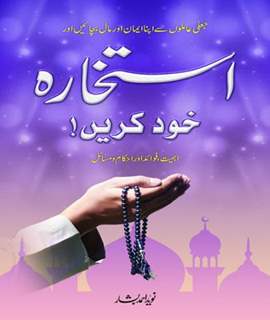 جعلی عاملوں سے اپنا ایمان اور مال بچائیں اور
استخارہ
خود کریں!
اہمیت، فوائد اور احکام و مسائل
نوید احمد بشار